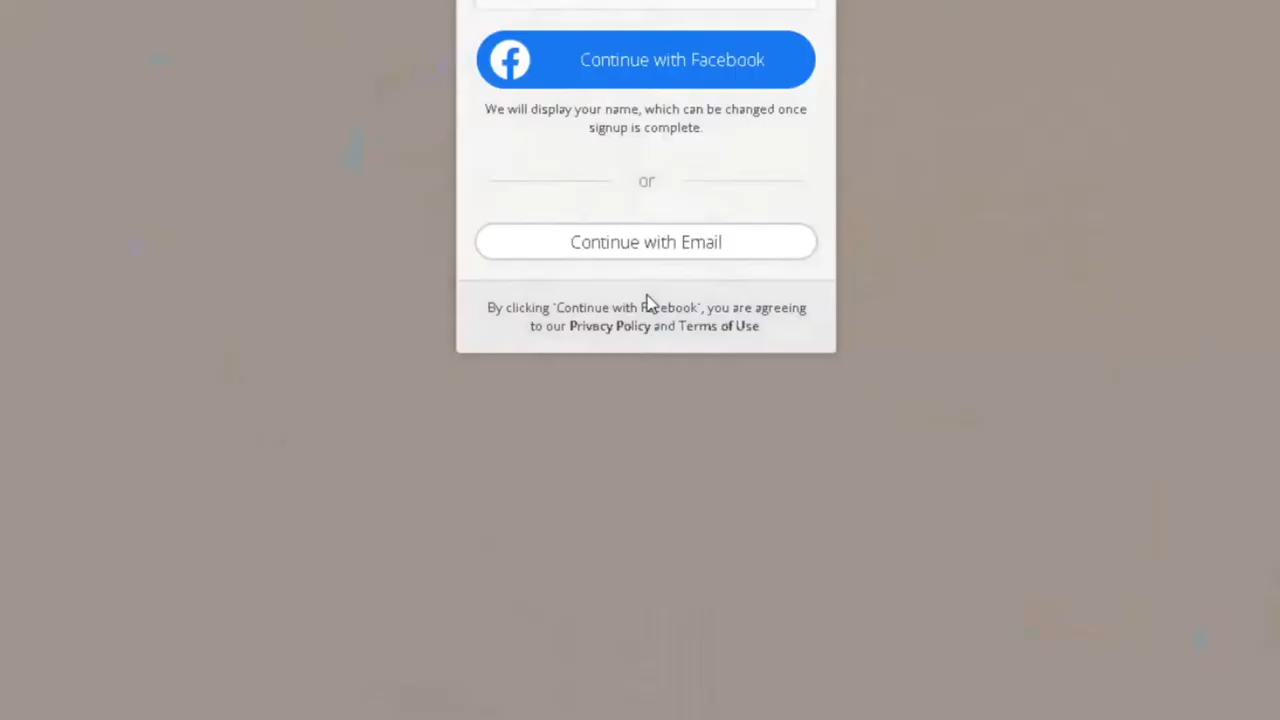 Continue with Facebook
We will display your name, which can be changed once
signup is complete.
or
Continue with Email
By clicking "Continue with Facebook", you are agreeing
to our Privacy Policy and Terms of Use